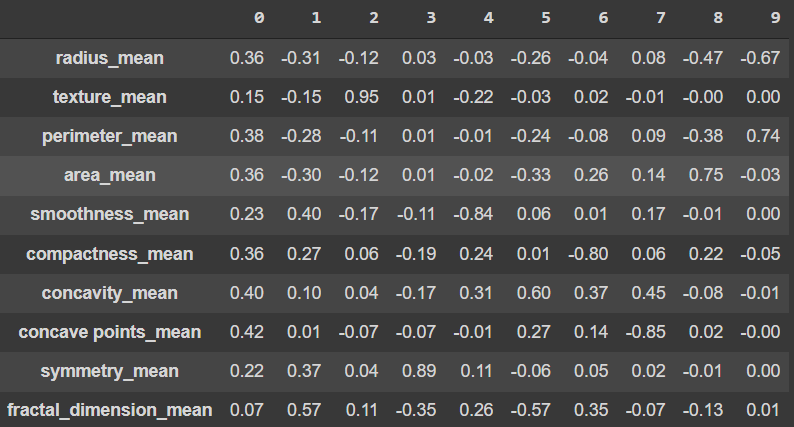 0 1 2 3 4 5 6 7 8 9
radius_mean 0.36 -0.31 -0.12 0.03 -0.03 -0.26 -0.04 0.08 -0.47 -0.67
texture_mean 0.15 -0.15 0.95 0.01 -0.22 -0.03 0.02 -0.01 -0.00 0.00
perimeter_mean 0.38 -0.28 -0.11 0.01 -0.01 -0.24 -0.08 0.09 -0.38 0.74
area_mean 0.36 -0.30 -0.12 0.01 -0.02 -0.33 0.26 0.14 0.75 -0.03
smoothness_mean 0.23 0.40 -0.17 -0.11 -0.84 0.06 0.01 0.17 -0.01 0.00
compactness_mean 0.36 0.27 0.06 -0.19 0.24 0.01 -0.80 0.06 0.22 -0.05
concavity_mean 0.40 0.10 0.04 -0.17 0.31 0.60 0.37 0.45 -0.08 -0.01
concave points_mean 0.42 0.01 -0.07 -0.07 -0.01 0.27 0.14 -0.85 0.02 -0.00
symmetry_mean 0.22 0.37 0.04 0.89 0.11 -0.06 0.05 0.02 -0.01 0.00
fractal_dimension_mean 0.07 0.57 0.11 -0.35 0.26 -0.57 0.35 -0.07 -0.13 0.01